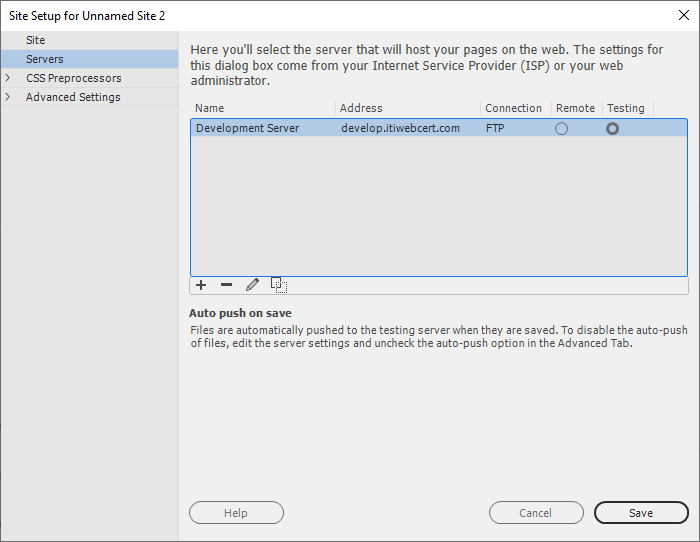 Site Setup for Unnamed Site 2
Site
Servers
CSS Preprocessors
Advanced Settings
Here you'll select the server that will host your pages on the web. The settings for
this dialog box come from your Internet Service Provider (ISP) or your web
administrator.
Name Address Connection Remote Testing
Development Server develop.itiwebcert.com FTP
Auto push on save
Files are automatically pushed to the testing server when they are saved. To disable the auto-push
of files, edit the server settings and uncheck the auto-push option in the Advanced Tab.
Help Cancel Save